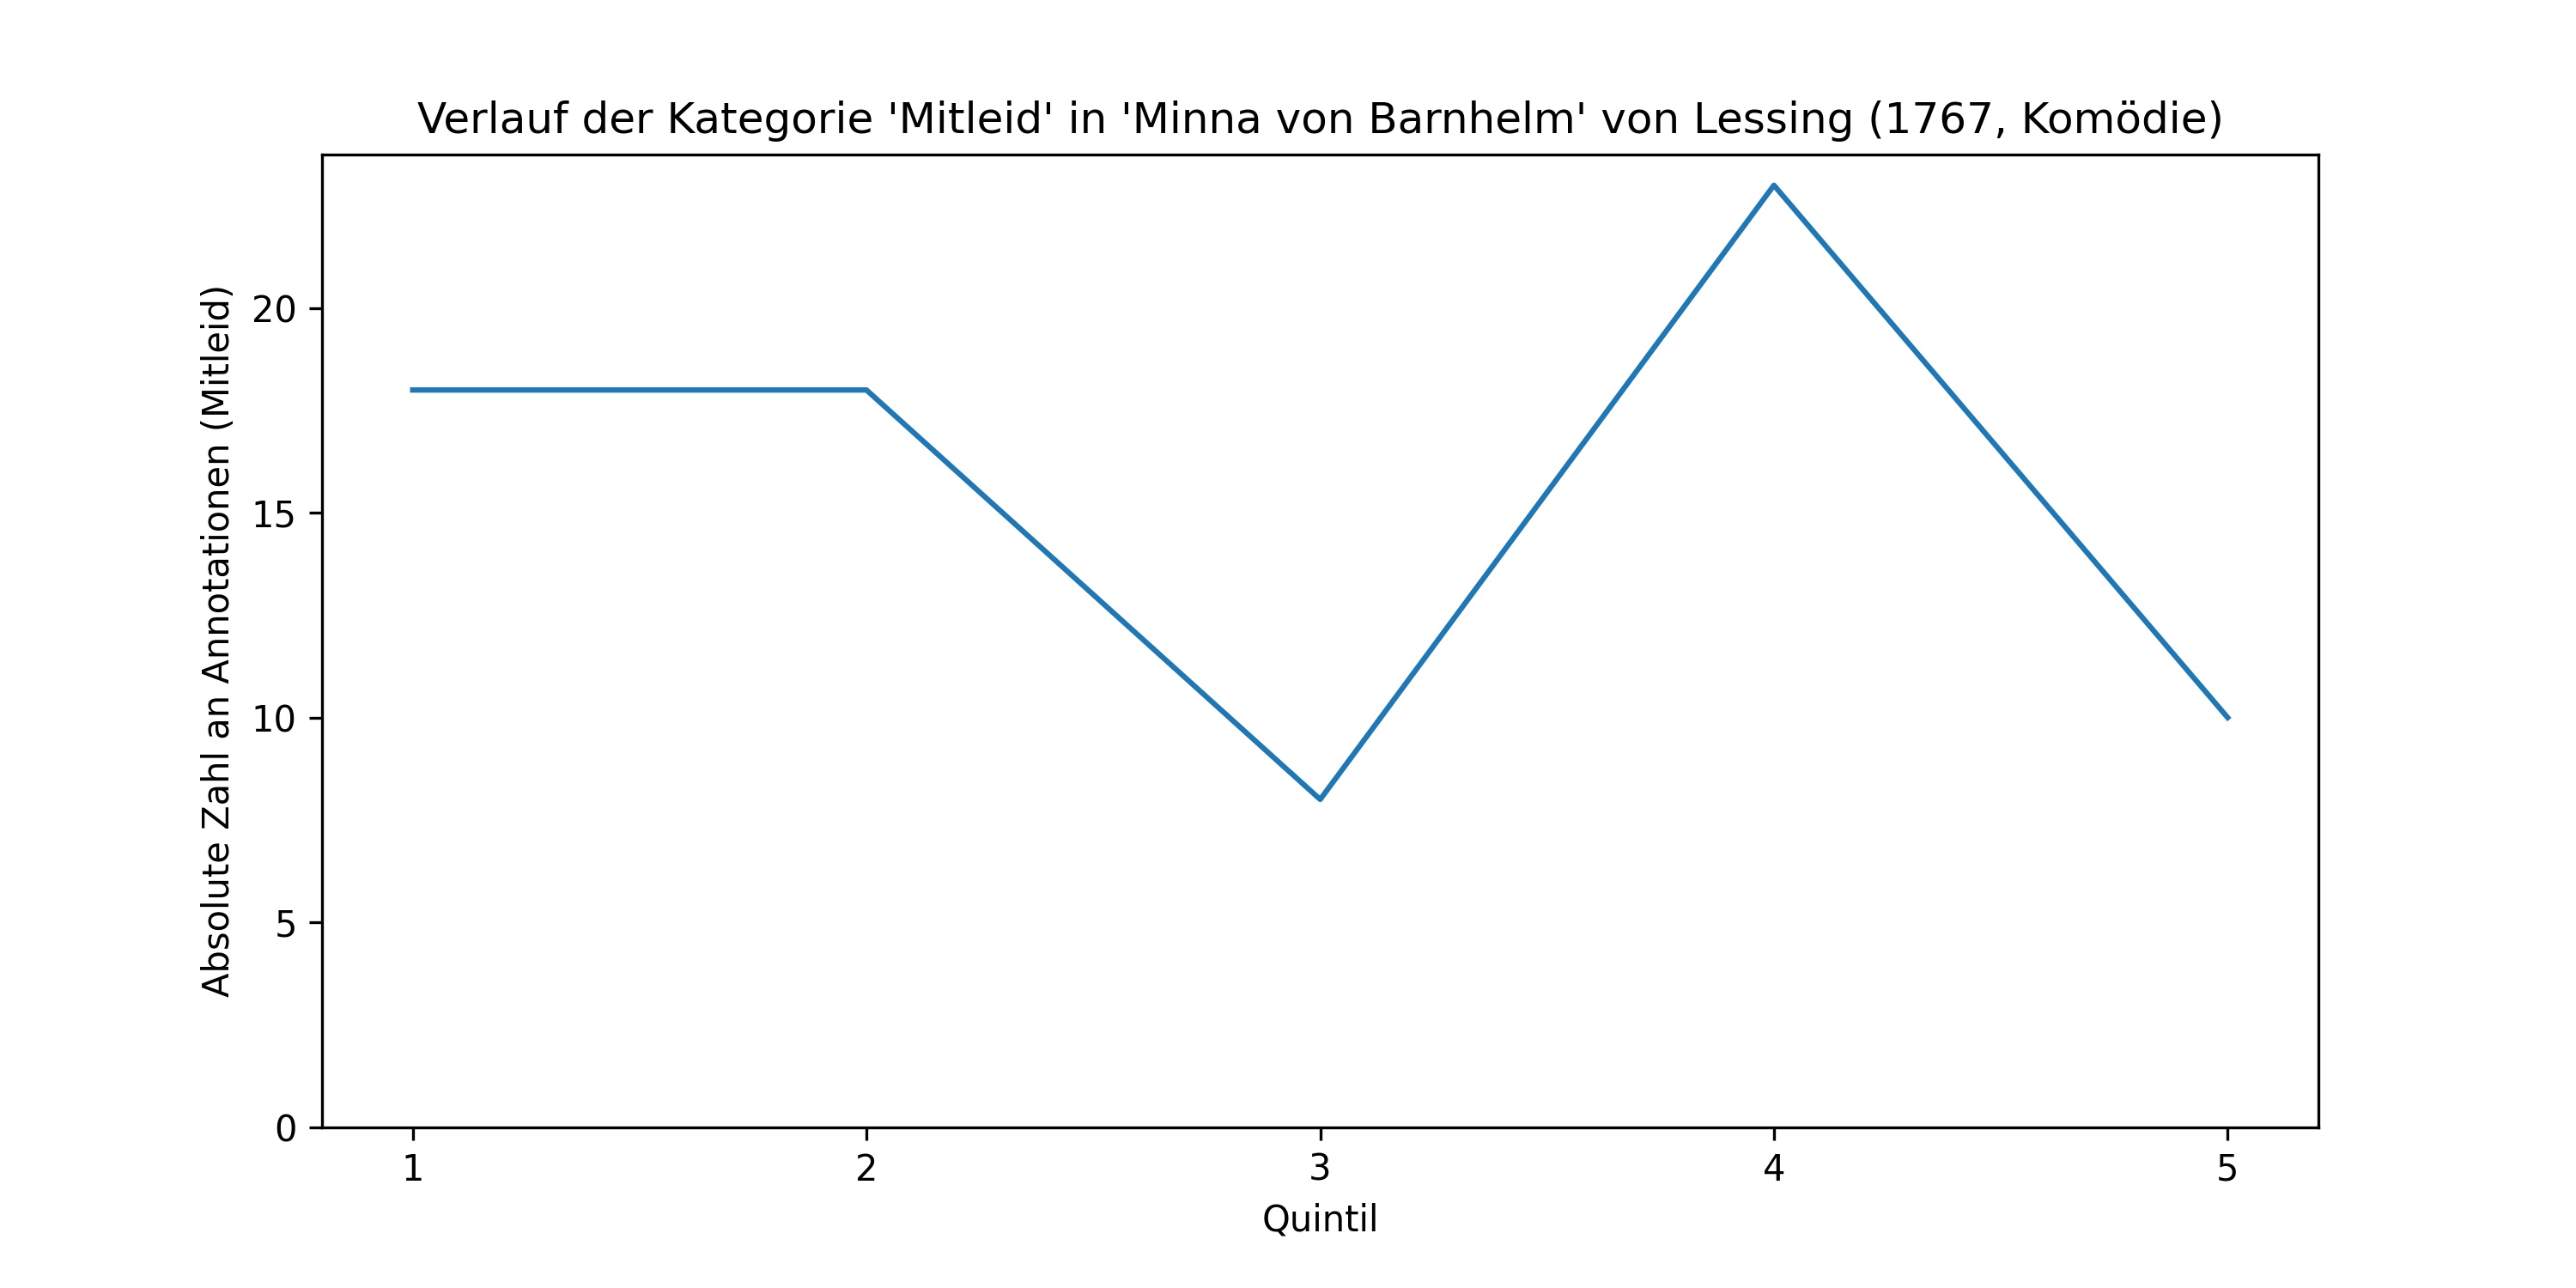 Verlauf der Kategorie 'Mitleid' in 'Minna von Barnhelm' von Lessing (1767, Komödie)
Absolute Zahl an Annotationen (Mitleid)
20
15
10
5
0
1 2 3 4 5
Quintil